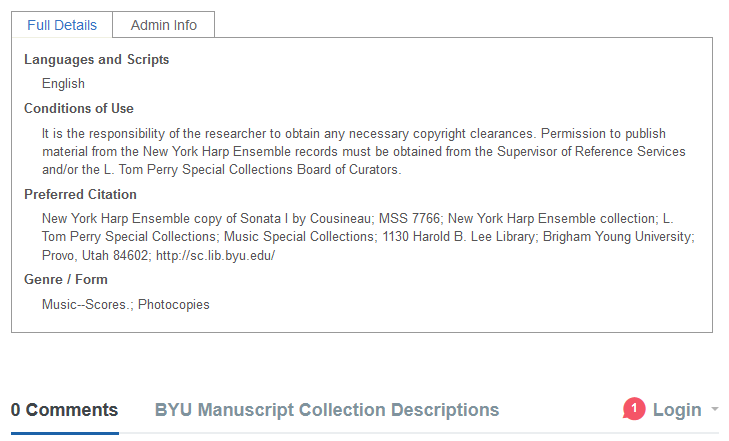 Full Details
Admin Info
Languages and Scripts
English
Conditions of Use
It is the responsibility of the researcher to obtain any necessary copyright clearances. Permission to publish
material from the New York Harp Ensemble records must be obtained from the Supervisor of Reference Services
and/or the L. Tom Perry Special Collections Board of Curators.
Preferred Citation
New York Harp Ensemble copy of Sonata I by Cousineau; MSS 7766; New York Harp Ensemble collection; L.
Tom Perry Special Collections; Music Special Collections; 1130 Harold B. Lee Library; Brigham Young University;
Provo, Utah 84602; http://sc.lib.byu.edu/
Genre / Form
Music--Scores.; Photocopies
0 Comments
BYU Manuscript Collection Descriptions
1
Login